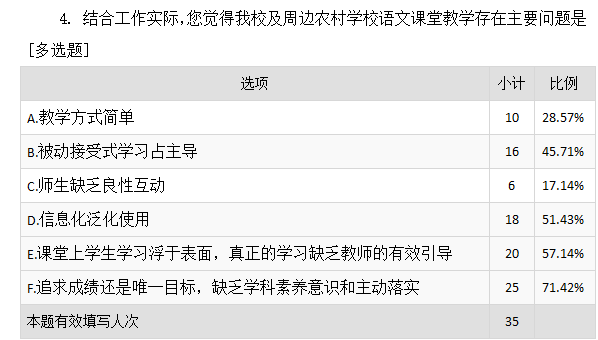 4. 结合工作实际,您觉得我校及周边农村学校语文课堂教学存在主要问题是
[多选题]
选项 小计 比例
A.教学方式简单 10 28.57%
B.被动接受式学习占主导 16 45.71%
C.师生缺乏良性互动 6 17.14%
D.信息化泛化使用 18 51.43%
E.课堂上学生学习浮于表面，真正的学习缺乏教师的有效引导 20 57.14%
F.追求成绩还是唯一目标，缺乏学科素养意识和主动落实 25 71.42%
本题有效填写人次 35